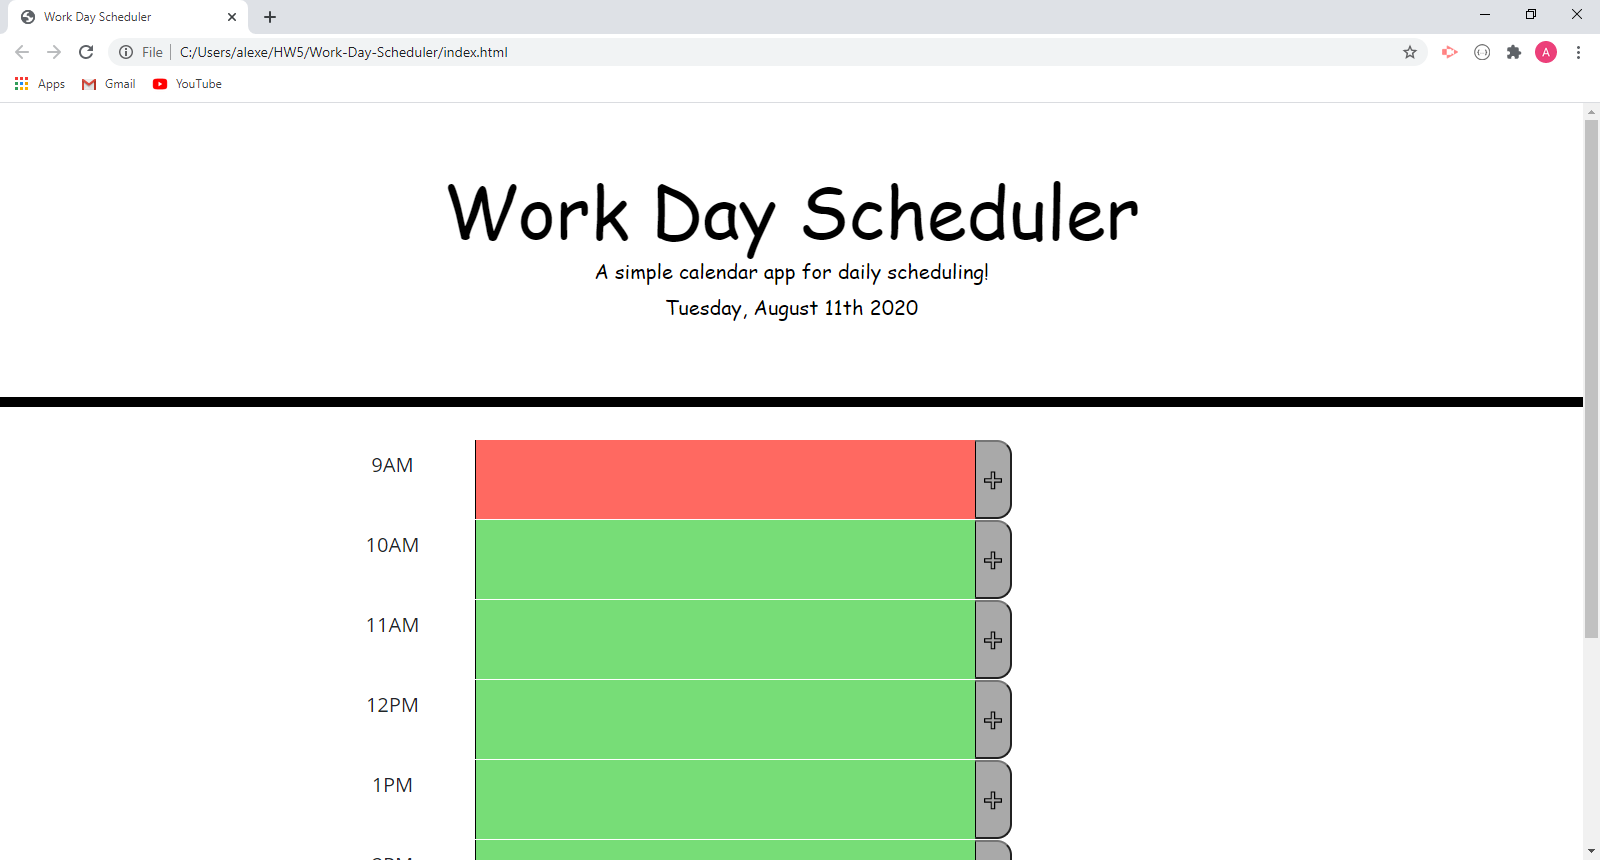 Work Day Scheduler
File C:/Users/alexe/HW5/Work-Day-Scheduler/index.html
A
Apps Gmail YouTube
Work Day Scheduler
A simple calendar app for daily scheduling!
Tuesday, August 11th 2020
9AM
10AM
11AM
12PM
1PM